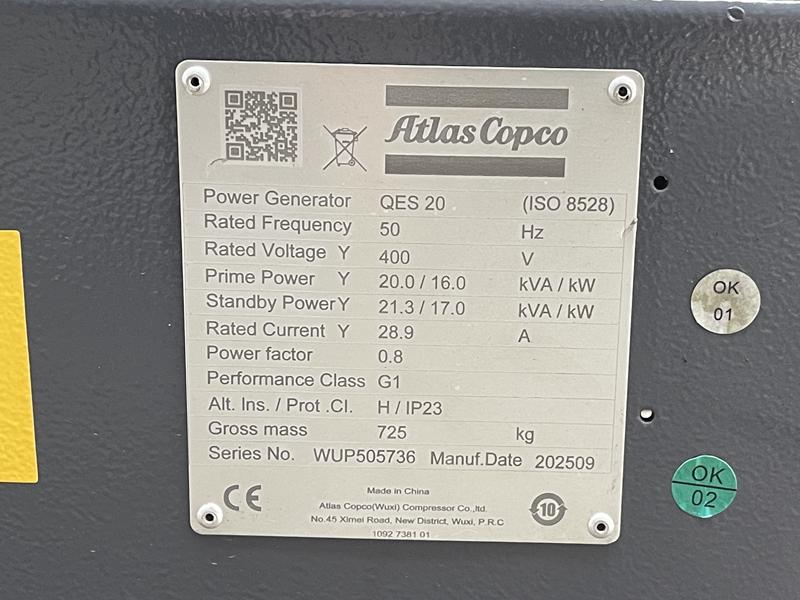 Atlas Copco
Power Generator QES 20 (ISO 8528)
Rated Frequency 50 Hz
Rated Voltage Y 400 V
Prime Power Y 20.0 / 16.0 kVA / kW
Standby Power Y 21.3 / 17.0 kVA / kW
Rated Current Y 28.9 A
Power factor 0.8
Performance Class G1
Alt. Ins. / Prot .Cl. H / IP23
Gross mass 725 kg
Series No. WUP505736 Manuf.Date 202509
CE
Made in China
Atlas Copco(Wuxi) Compressor Co.,ltd.
No.45 Ximei Road, New District, Wuxi, P.R.C
1092 7381 01
10
OK
01
OK
02